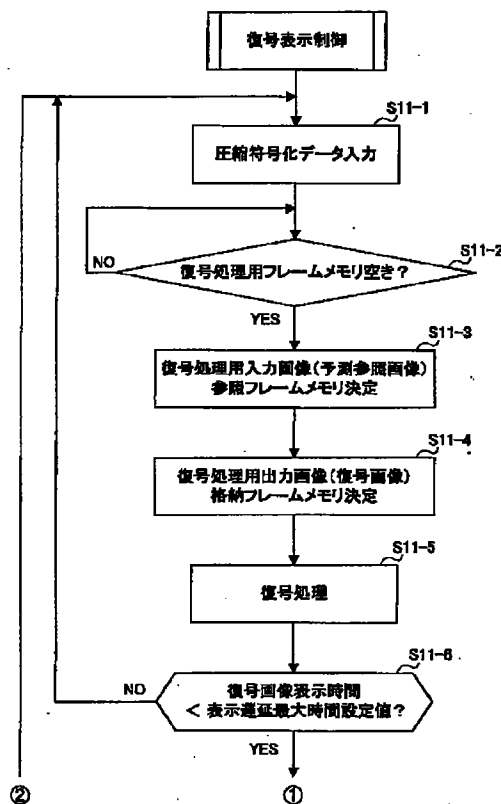 復号表示制御
S11-1
圧縮符号化データ入力
S11-2
NO
復号処理用フレームメモリ空き?
YES
S11-3
復号処理用入力画像(予測参照画像)
参照フレームメモリ決定
S11-4
復号処理用出力画像(復号画像)
格納フレームメモリ決定
S11-5
復号処理
S11-6
NO
復号画像表示時間
< 表示遅延最大時間設定値?
YES
②
①